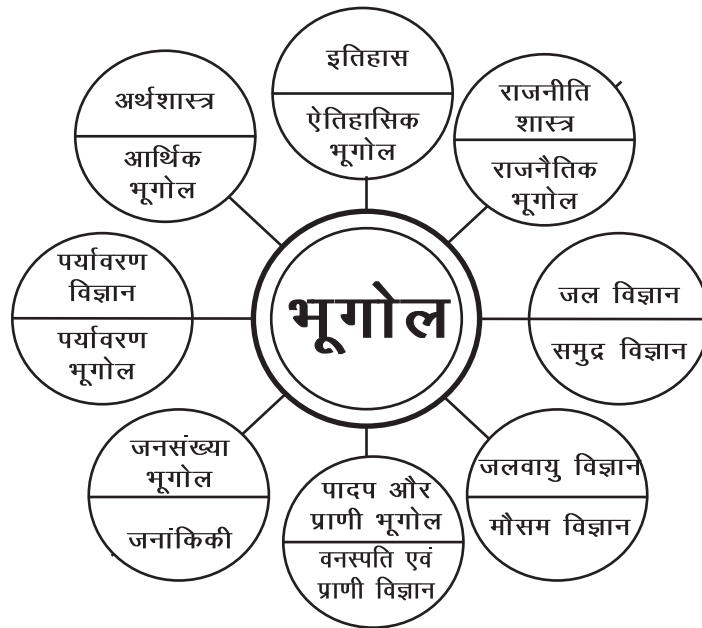 इतिहास
ऐतिहासिक
भूगोल
राजनीति
शास्त्र
राजनैतिक
भूगोल
जल विज्ञान
समुद्र विज्ञान
जलवायु विज्ञान
मौसम विज्ञान
पादप और
प्राणी भूगोल
वनस्पति एवं
प्राणी विज्ञान
जनसंख्या
भूगोल
जनांकिकी
पर्यावरण
विज्ञान
पर्यावरण
भूगोल
अर्थशास्त्र
आर्थिक
भूगोल
भूगोल